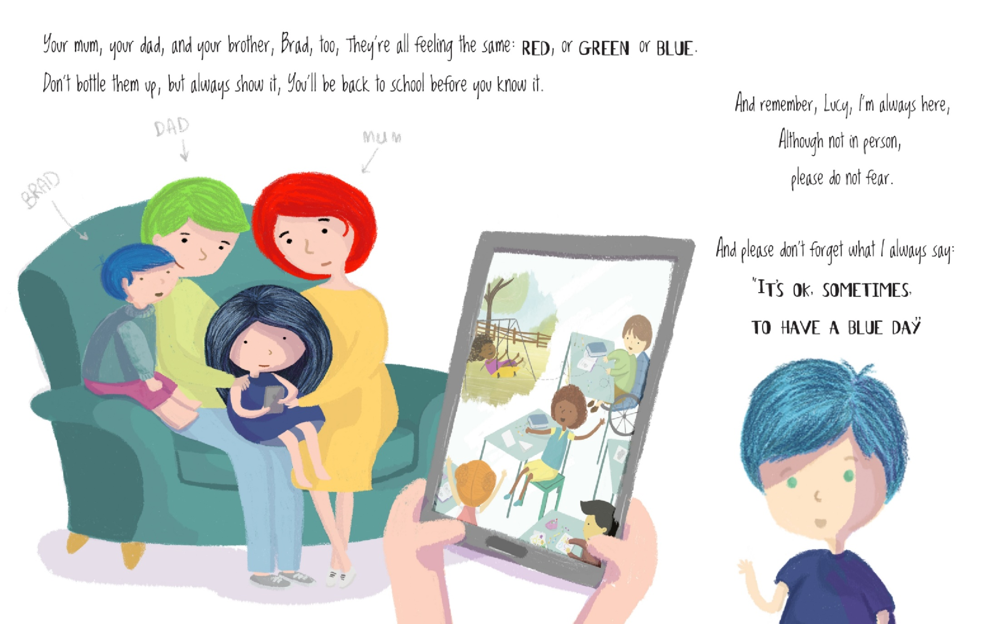 Your mum, your dad, and your brother, Brad, too, They're all feeling the same: RED, or GREEN or BLUE.
Don't bottle them up, but always show it, You'll be back to school before you know it.
And remember, Lucy, I'm always here,
Although not in person,
please do not fear.
DAD
MUM
BRAD
And please don't forget what I always say:
"IT'S OK, SOMETIMES,
TO HAVE A BLUE DAY"